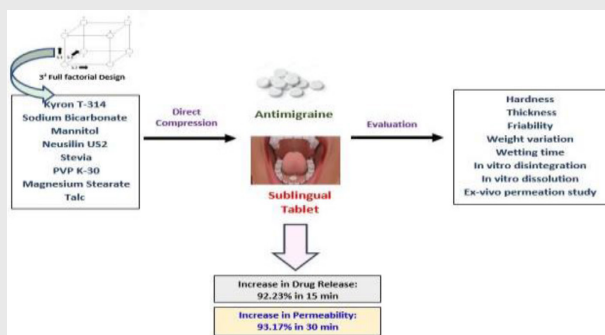 3² Full factorial Design
Kyron T-314
Sodium Bicarbonate
Mannitol
Neusilin US2
Stevia
PVP K-30
Magnesium Stearate
Talc
Direct
Compression
Antimigraine
Sublingual
Tablet
Evaluation
Hardness
Thickness
Friability
Weight variation
Wetting time
In vitro disintegration
In vitro dissolution
Ex-vivo permeation study
Increase in Drug Release:
92.23% in 15 min
Increase in Permeability:
93.17% in 30 min